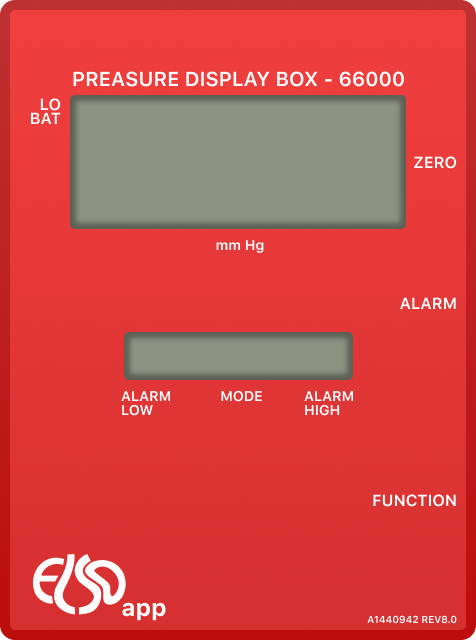 PREASURE DISPLAY BOX - 66000
LO
BAT
ZERO
mm Hg
ALARM
ALARM
LOW
MODE
ALARM
HIGH
FUNCTION
ELSO
app
A1440942 REV8.0